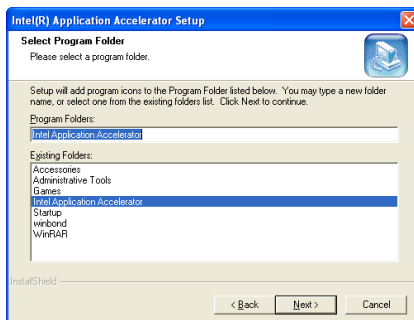 Intel(R) Application Accelerator Setup
Select Program Folder
Please select a program folder.
Setup will add program icons to the Program Folder listed below. You may type a new folder
name, or select one from the existing folders list. Click Next to continue.
Program Folders:
Intel Application Accelerator
Existing Folders:
Accessories
Administrative Tools
Games
Intel Application Accelerator
Startup
winbond
WinRAR
InstallShield
< Back
Next >
Cancel